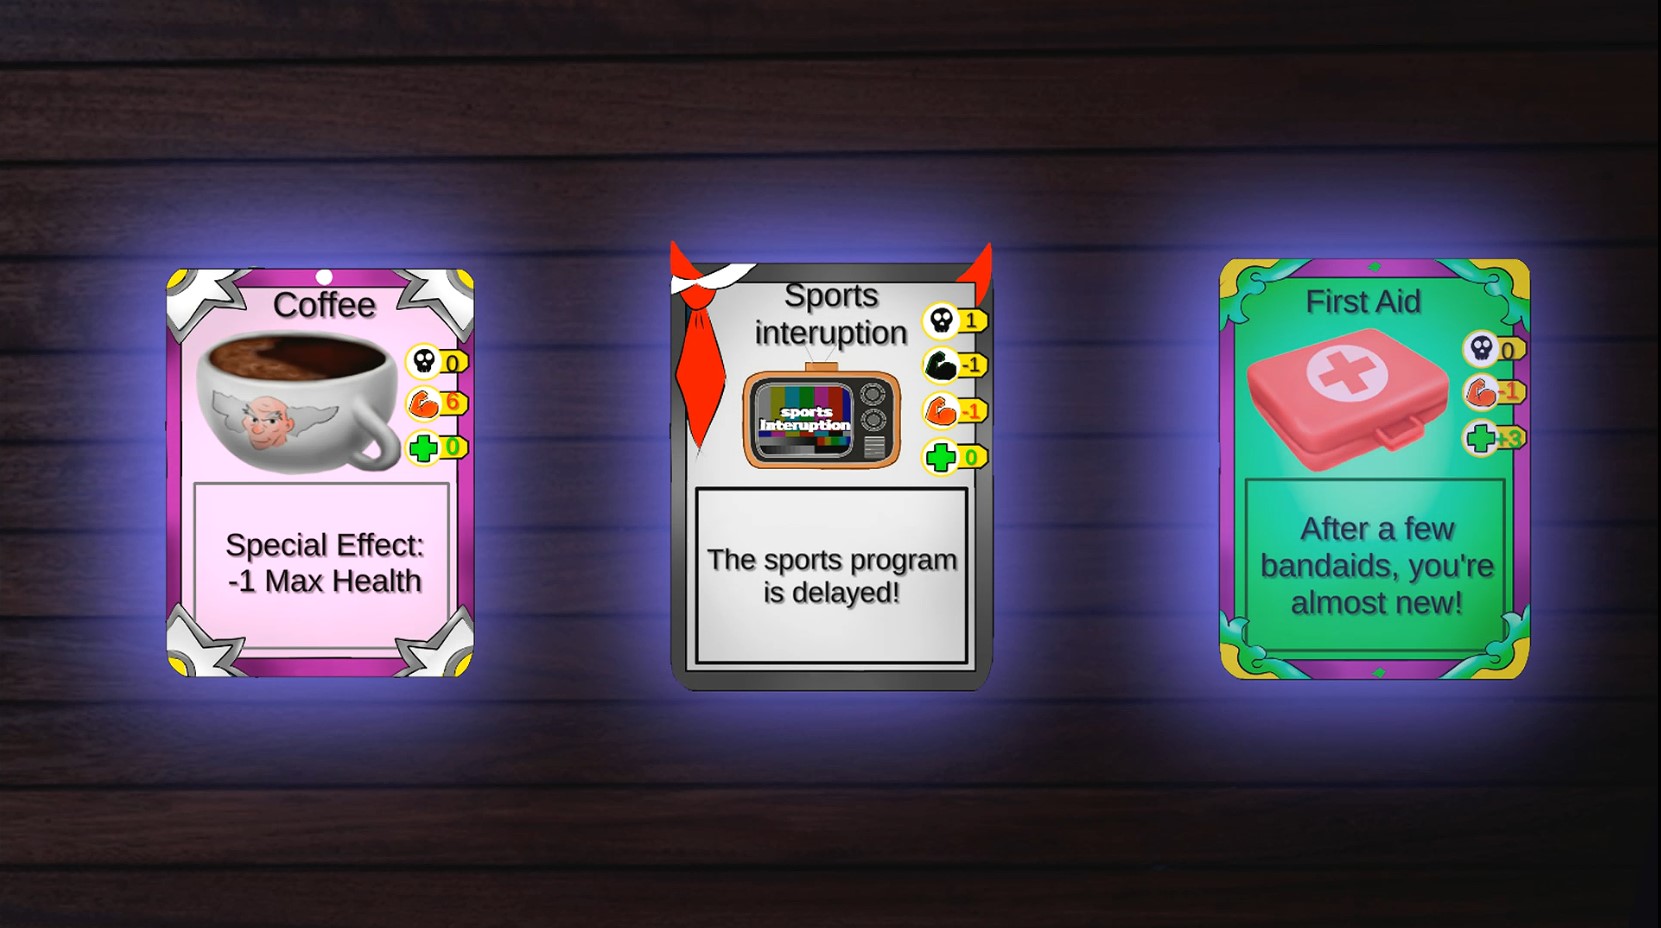 Coffee
0
6
0
Special Effect:
-1 Max Health
Sports
interuption
1
-1
-1
0
sports
Interuption
The sports program
is delayed!
First Aid
0
-1
+3
After a few
bandaids, you're
almost new!